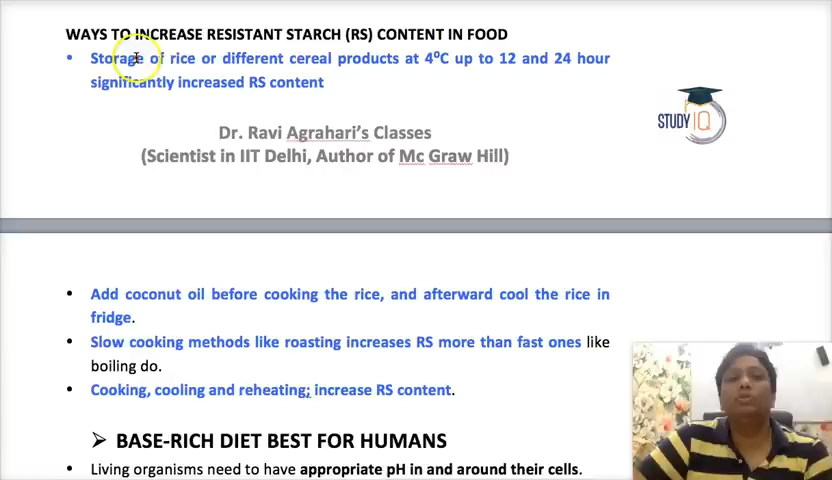 WAYS TO INCREASE RESISTANT STARCH (RS) CONTENT IN FOOD
• Storage of rice or different cereal products at 4⁰C up to 12 and 24 hour
significantly increased RS content
STUDY IQ
Dr. Ravi Agrahari's Classes
(Scientist in IIT Delhi, Author of Mc Graw Hill)
• Add coconut oil before cooking the rice, and afterward cool the rice in
fridge.
• Slow cooking methods like roasting increases RS more than fast ones like
boiling do.
• Cooking, cooling and reheating; increase RS content.
➢ BASE-RICH DIET BEST FOR HUMANS
• Living organisms need to have appropriate pH in and around their cells.